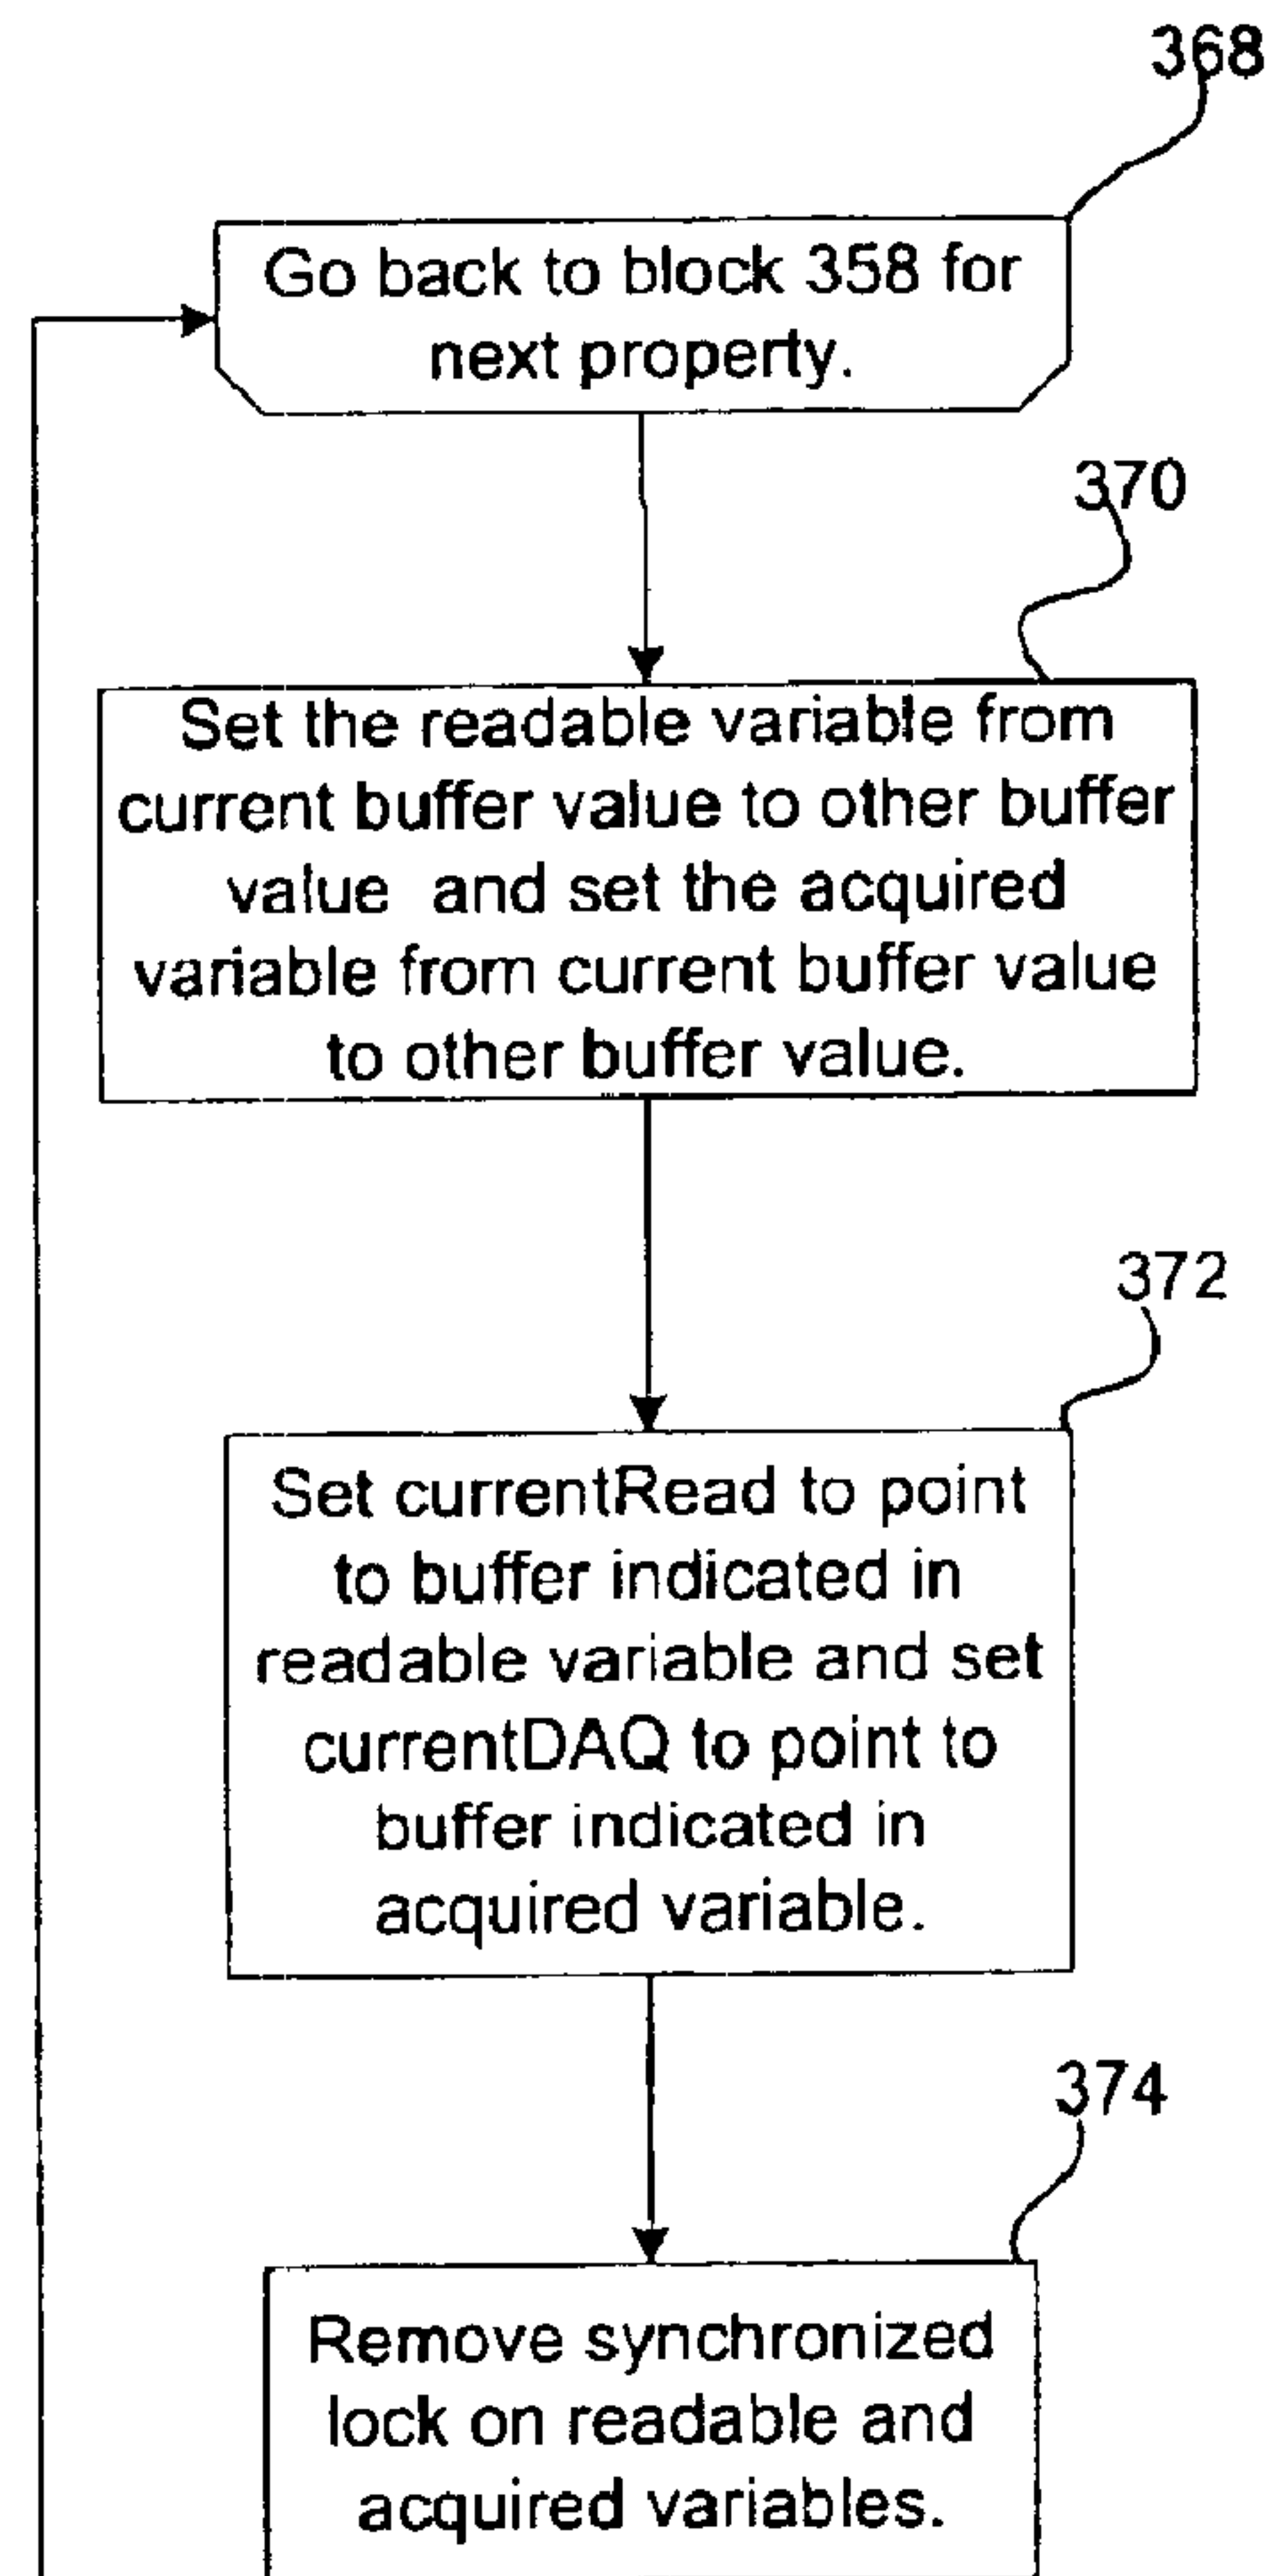 368
Go back to block 358 for
next property.
370
Set the readable variable from
current buffer value to other buffer
value and set the acquired
variable from current buffer value
to other buffer value.
372
Set currentRead to point
to buffer indicated in
readable variable and set
currentDAQ to point to
buffer indicated in
acquired variable.
374
Remove synchronized
lock on readable and
acquired variables.